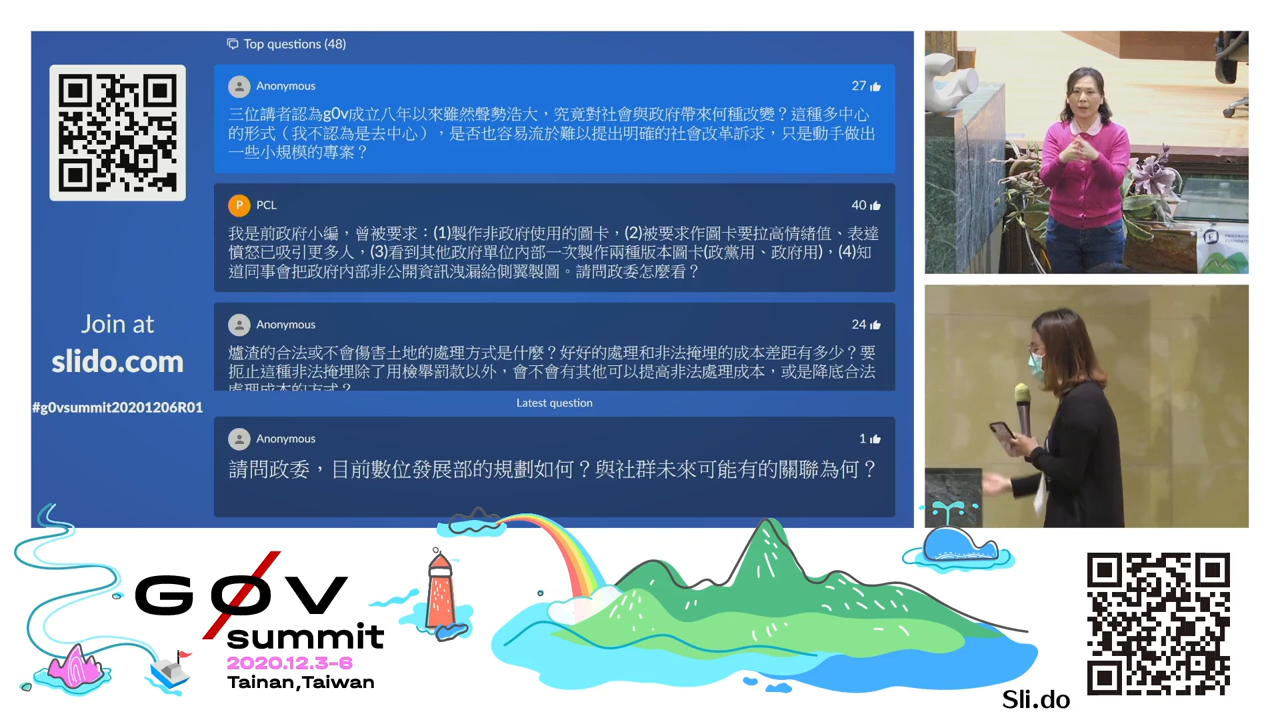 Top questions (48)
Anonymous
27
三位講者認為g0v成立八年以來雖然聲勢浩大，究竟對社會與政府帶來何種改變？這種多中心
的形式（我不認為是去中心），是否也容易流於難以提出明確的社會改革訴求，只是動手做出
一些小規模的專案？
P
PCL
40
我是前政府小編，曾被要求：(1)製作非政府使用的圖卡，(2)被要求作圖卡要拉高情緒值、表達
憤怒已吸引更多人，(3)看到其他政府單位內部一次製作兩種版本圖卡(政黨用、政府用)，(4)知
道同事會把政府內部非公開資訊洩漏給側翼製圖。請問政委怎麼看？
Anonymous
24
爐渣的合法或不會傷害土地的處理方式是什麼？好好的處理和非法掩埋的成本差距有多少？要
扼止這種非法掩埋除了用檢舉罰款以外，會不會有其他可以提高非法處理成本，或是降底合法
處理成本的方式？
Latest question
Anonymous
1
請問政委，目前數位發展部的規劃如何？與社群未來可能有的關聯為何？
Join at
slido.com
#g0vsummit20201206R01
G0V
summit
2020.12.3-6
Tainan,Taiwan
Sli.do